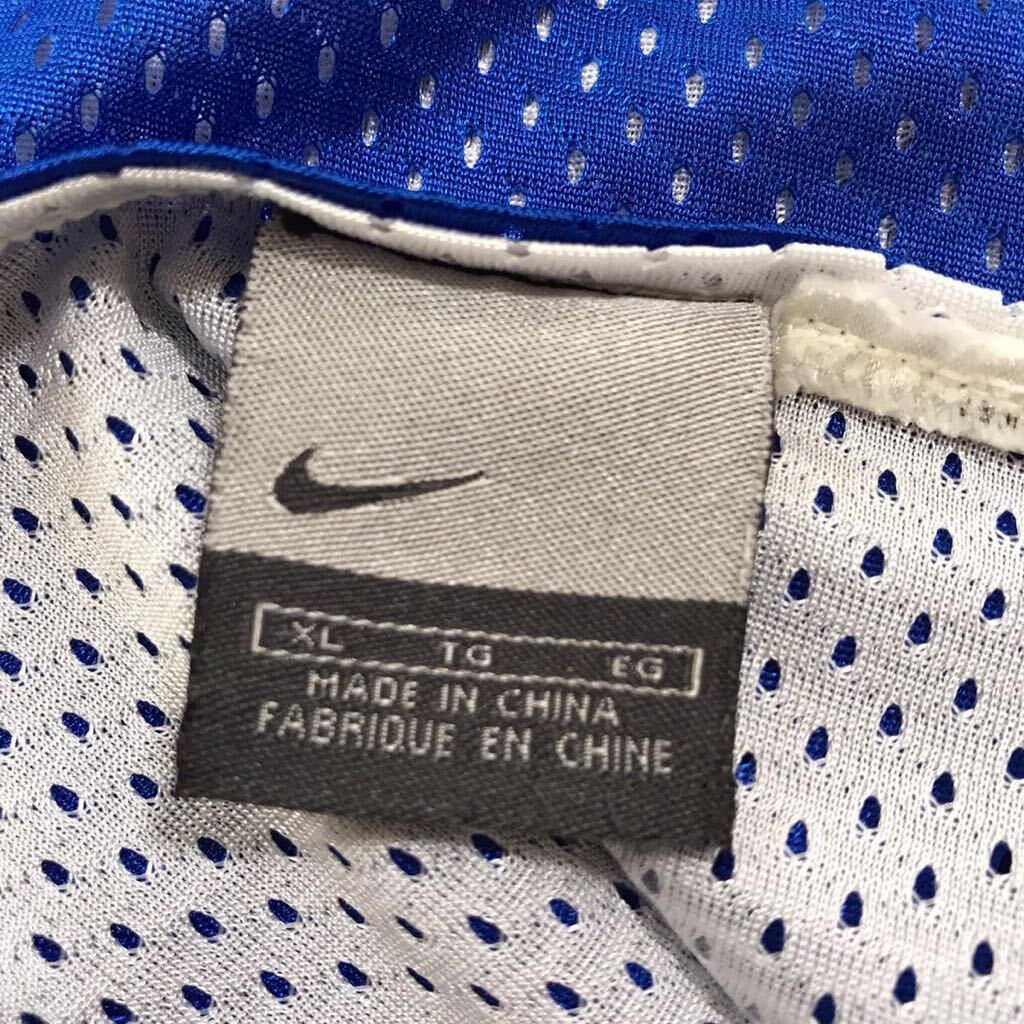 XL TG EG
MADE IN CHINA
FABRIQUE EN CHINE